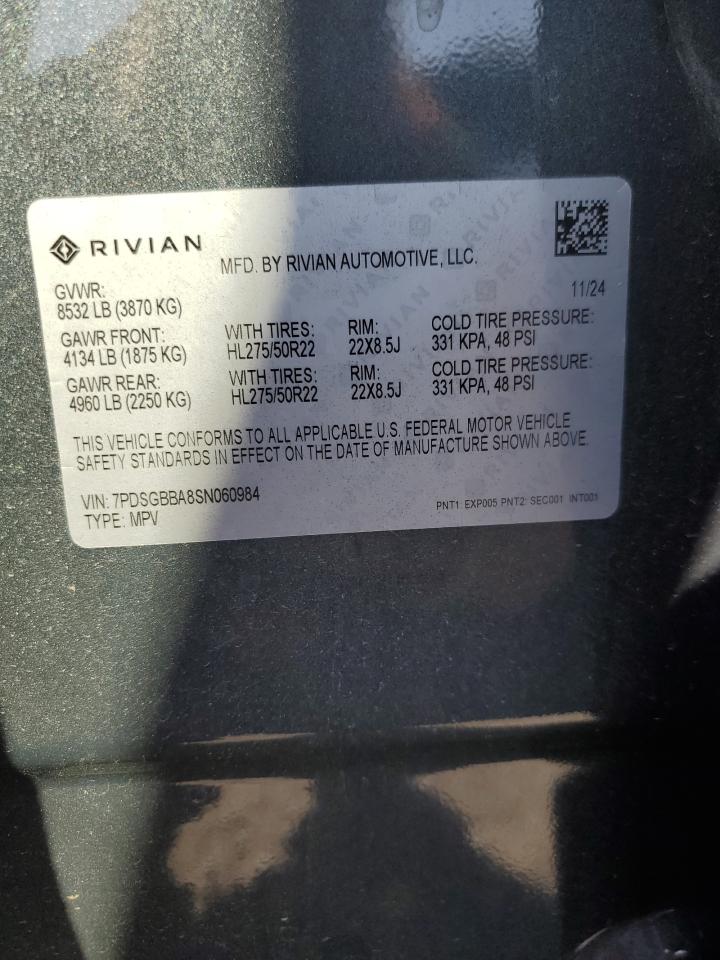 RIVIAN
MFD. BY RIVIAN AUTOMOTIVE, LLC.
11/24
GVWR:
8532 LB (3870 KG)
GAWR FRONT: WITH TIRES: RIM: COLD TIRE PRESSURE:
4134 LB (1875 KG) HL275/50R22 22X8.5J 331 KPA, 48 PSI
GAWR REAR: WITH TIRES: RIM: COLD TIRE PRESSURE:
4960 LB (2250 KG) HL275/50R22 22X8.5J 331 KPA, 48 PSI
THIS VEHICLE CONFORMS TO ALL APPLICABLE U.S. FEDERAL MOTOR VEHICLE
SAFETY STANDARDS IN EFFECT ON THE DATE OF MANUFACTURE SHOWN ABOVE.
VIN: 7PDSGBBA8SN060984
TYPE: MPV
PNT1: EXP005 PNT2: SEC001 INT001